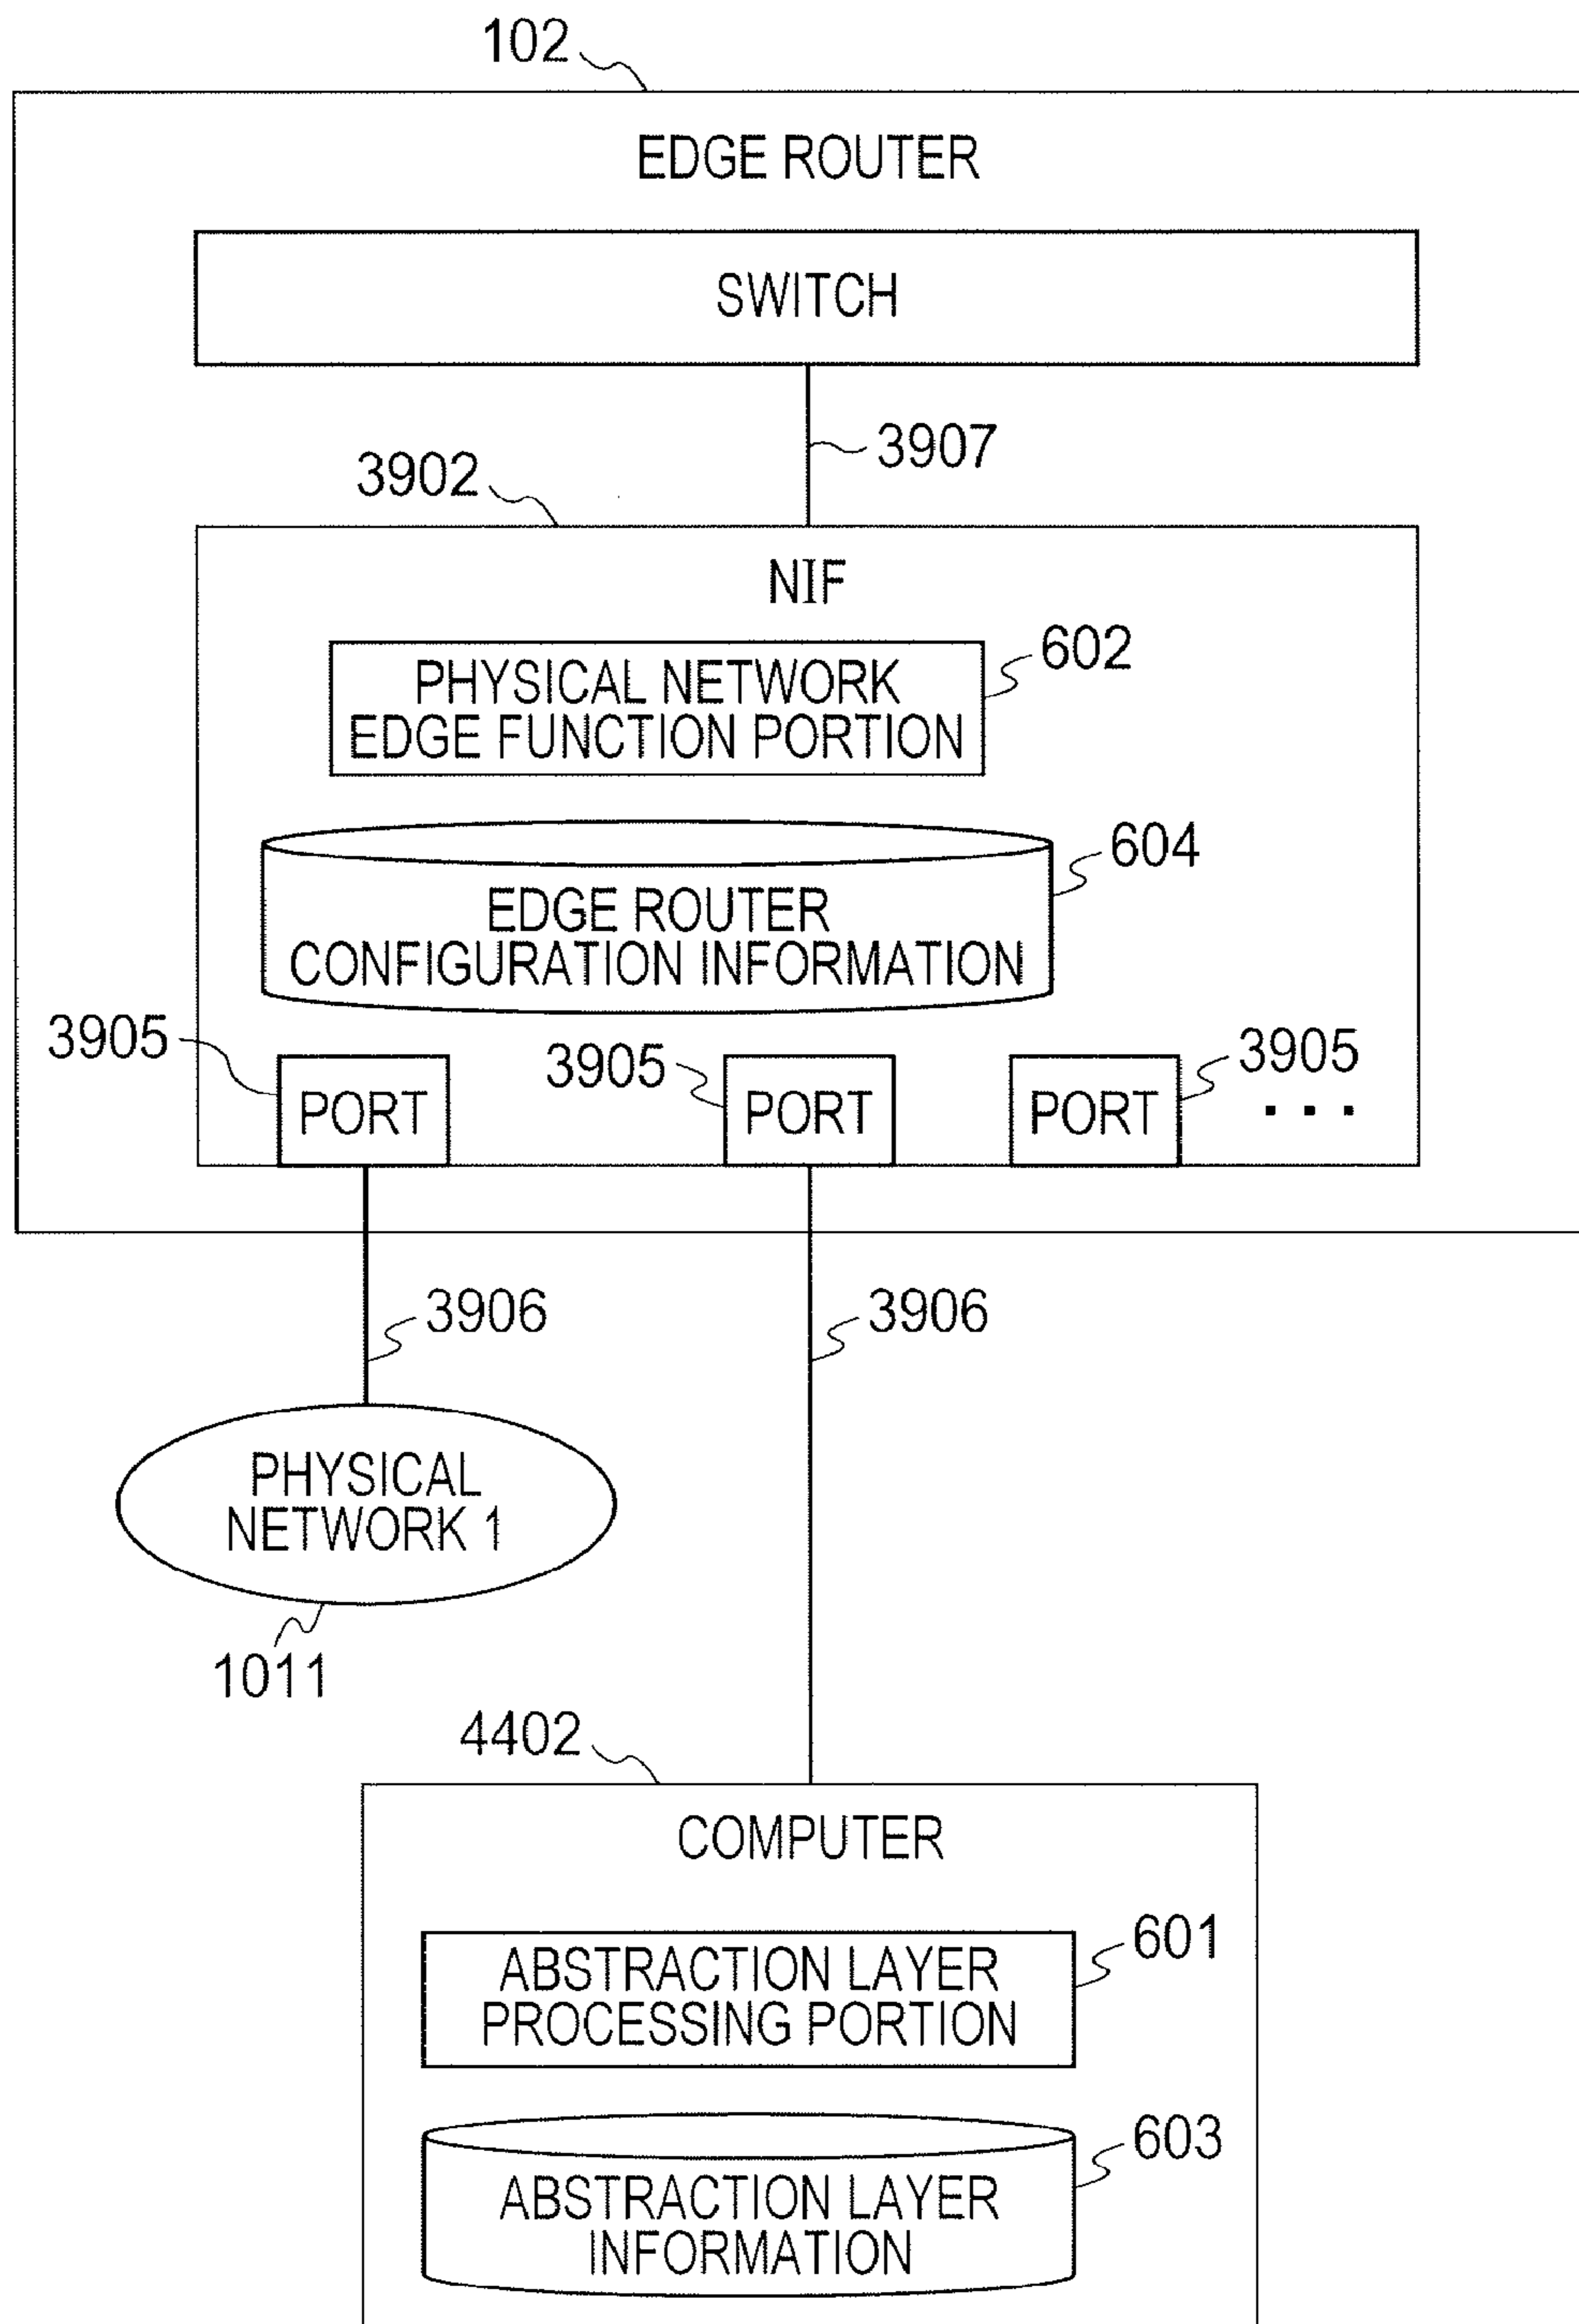 102
EDGE ROUTER
SWITCH
3907
3902
NIF
602
PHYSICAL NETWORK
EDGE FUNCTION PORTION
604
EDGE ROUTER
CONFIGURATION INFORMATION
3905
3905
3905
PORT
PORT
PORT
. . .
3906
3906
PHYSICAL
NETWORK 1
1011
4402
COMPUTER
601
ABSTRACTION LAYER
PROCESSING PORTION
603
ABSTRACTION LAYER
INFORMATION